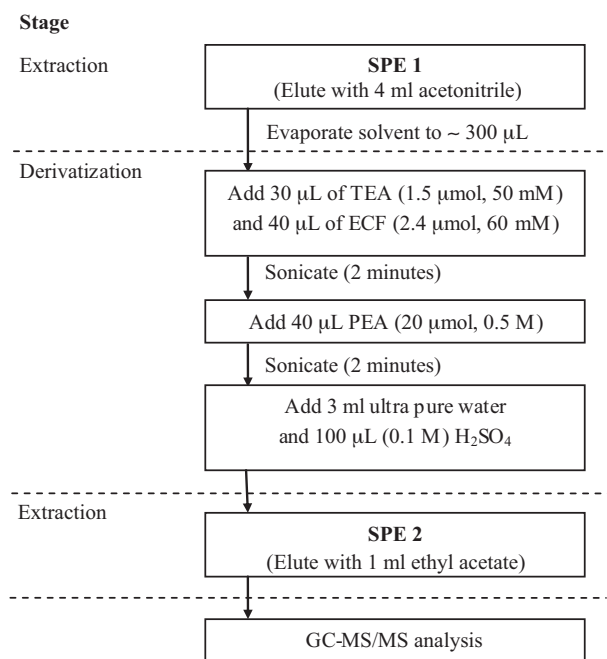 Stage
Extraction
SPE 1
(Elute with 4 ml acetonitrile)
Evaporate solvent to ~ 300 µL
Derivatization
Add 30 µL of TEA (1.5 µmol, 50 mM)
and 40 µL of ECF (2.4 µmol, 60 mM)
Sonicate (2 minutes)
Add 40 µL PEA (20 µmol, 0.5 M)
Sonicate (2 minutes)
Add 3 ml ultra pure water
and 100 µL (0.1 M) H₂SO₄
Extraction
SPE 2
(Elute with 1 ml ethyl acetate)
GC-MS/MS analysis